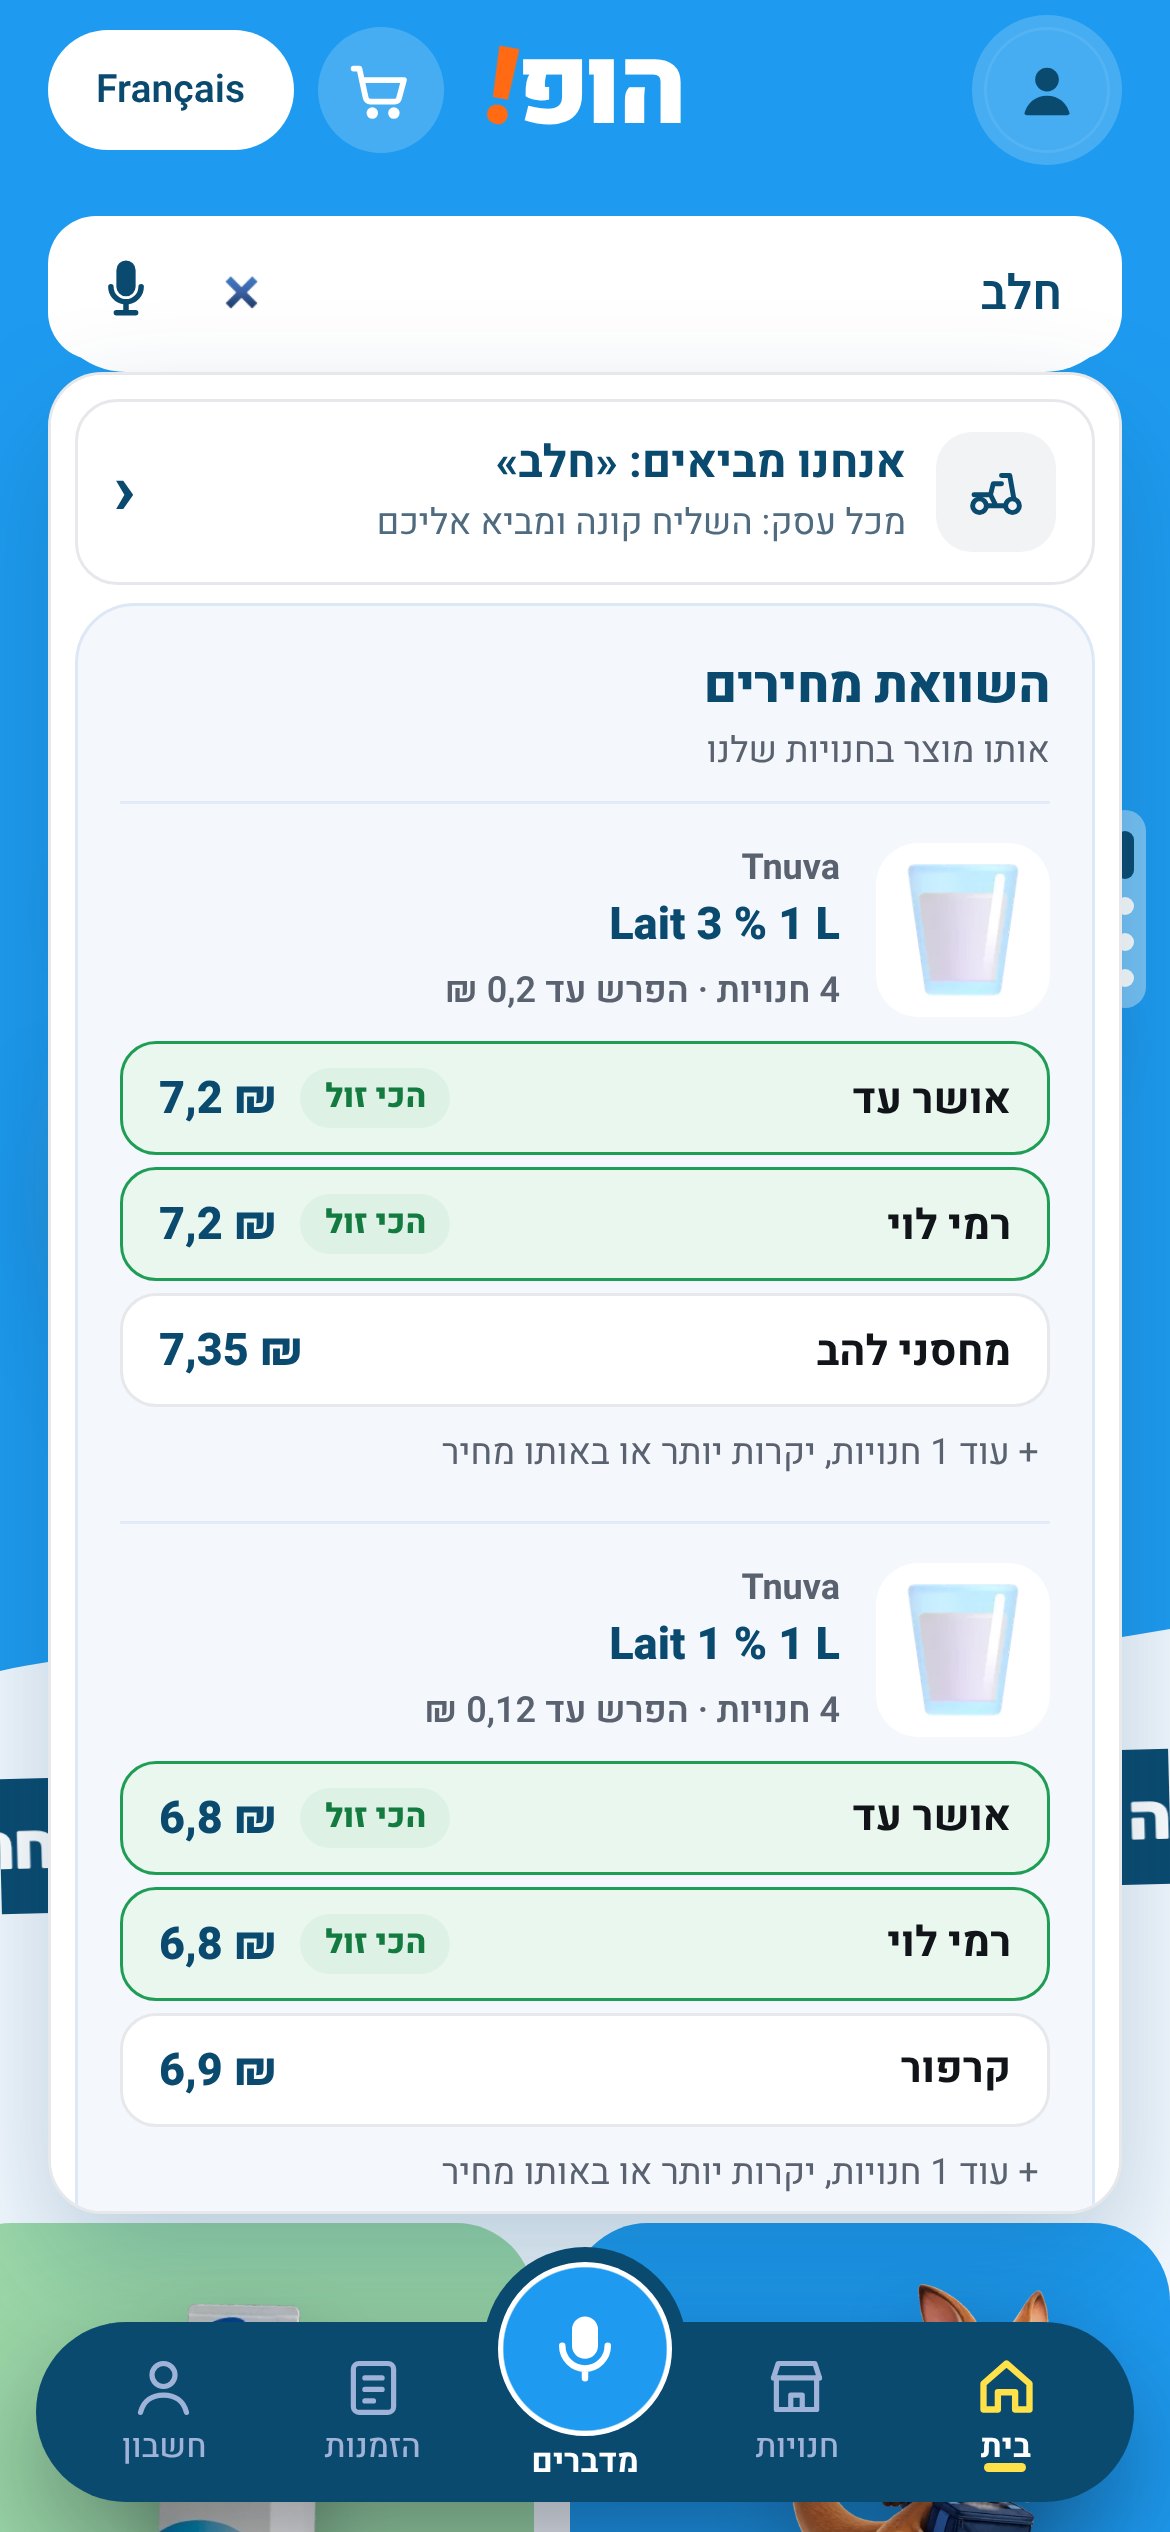 Français
הופ!
חלב
אנחנו מביאים: «חלב»
מכל עסק: השליח קונה ומביא אליכם
השוואת מחירים
אותו מוצר בחנויות שלנו
Tnuva
Lait 3 % 1 L
4 חנויות · הפרש עד 0,2 ₪
אושר עד הכי זול 7,2 ₪
רמי לוי הכי זול 7,2 ₪
מחסני להב 7,35 ₪
+ עוד 1 חנויות, יקרות יותר או באותו מחיר
Tnuva
Lait 1 % 1 L
4 חנויות · הפרש עד 0,12 ₪
אושר עד הכי זול 6,8 ₪
רמי לוי הכי זול 6,8 ₪
קרפור 6,9 ₪
+ עוד 1 חנויות, יקרות יותר או באותו מחיר
בית
חנויות
מדברים
הזמנות
חשבון